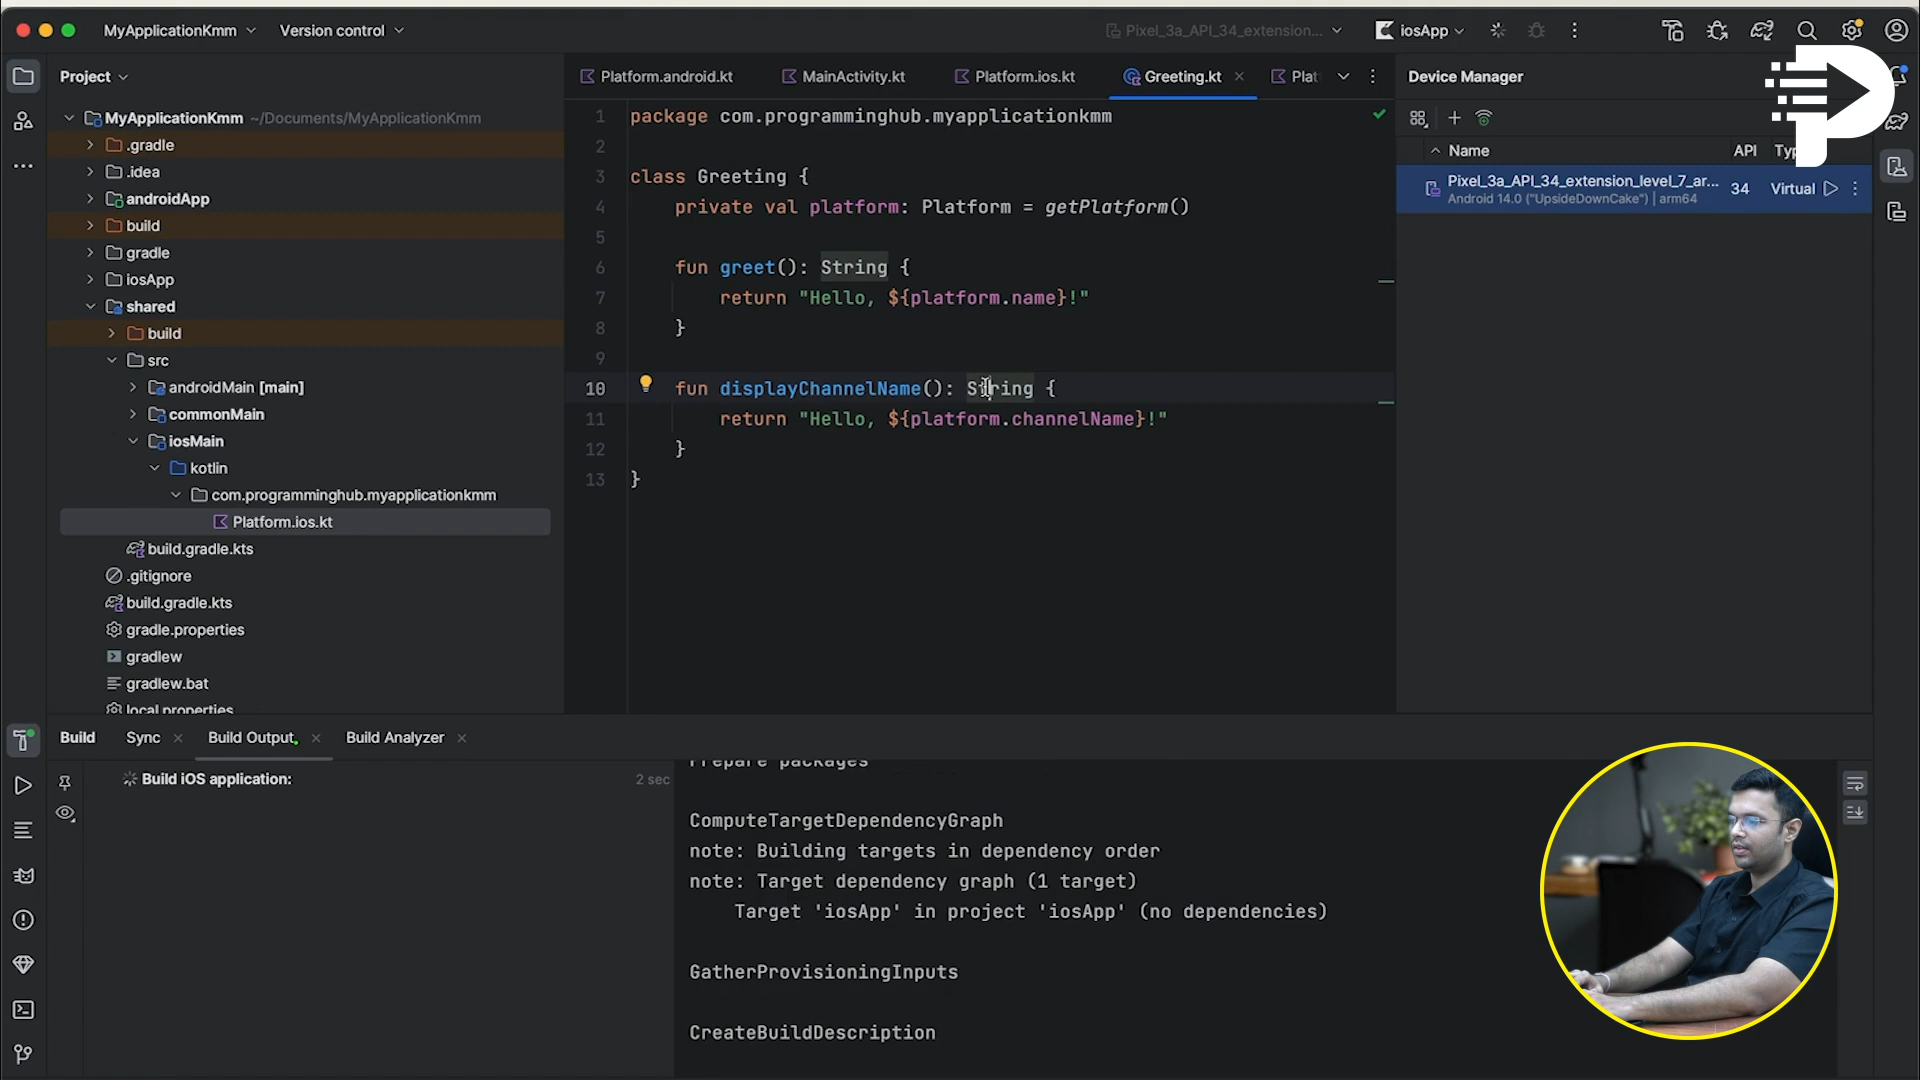 MyApplicationKmm
Version control
Pixel_3a_API_34_extension...
iosApp
Project
Platform.android.kt
MainActivity.kt
Platform.ios.kt
Greeting.kt
Plat
Device Manager
MyApplicationKmm ~/Documents/MyApplicationKmm
.gradle
.idea
androidApp
build
gradle
iosApp
shared
build
src
androidMain [main]
commonMain
iosMain
kotlin
com.programminghub.myapplicationkmm
Platform.ios.kt
build.gradle.kts
.gitignore
build.gradle.kts
gradle.properties
gradlew
gradlew.bat
local.properties
1 package com.programminghub.myapplicationkmm
2
3 class Greeting {
4 private val platform: Platform = getPlatform()
5
6 fun greet(): String {
7 return "Hello, ${platform.name}!"
8 }
9
10 fun displayChannelName(): String {
11 return "Hello, ${platform.channelName}!"
12 }
13 }
Name API Typ
Pixel_3a_API_34_extension_level_7_ar... 34 Virtual
Android 14.0 ("UpsideDownCake") | arm64
Build
Sync
Build Output
Build Analyzer
Build iOS application: 2 sec
Prepare packages
ComputeTargetDependencyGraph
note: Building targets in dependency order
note: Target dependency graph (1 target)
Target 'iosApp' in project 'iosApp' (no dependencies)
GatherProvisioningInputs
CreateBuildDescription